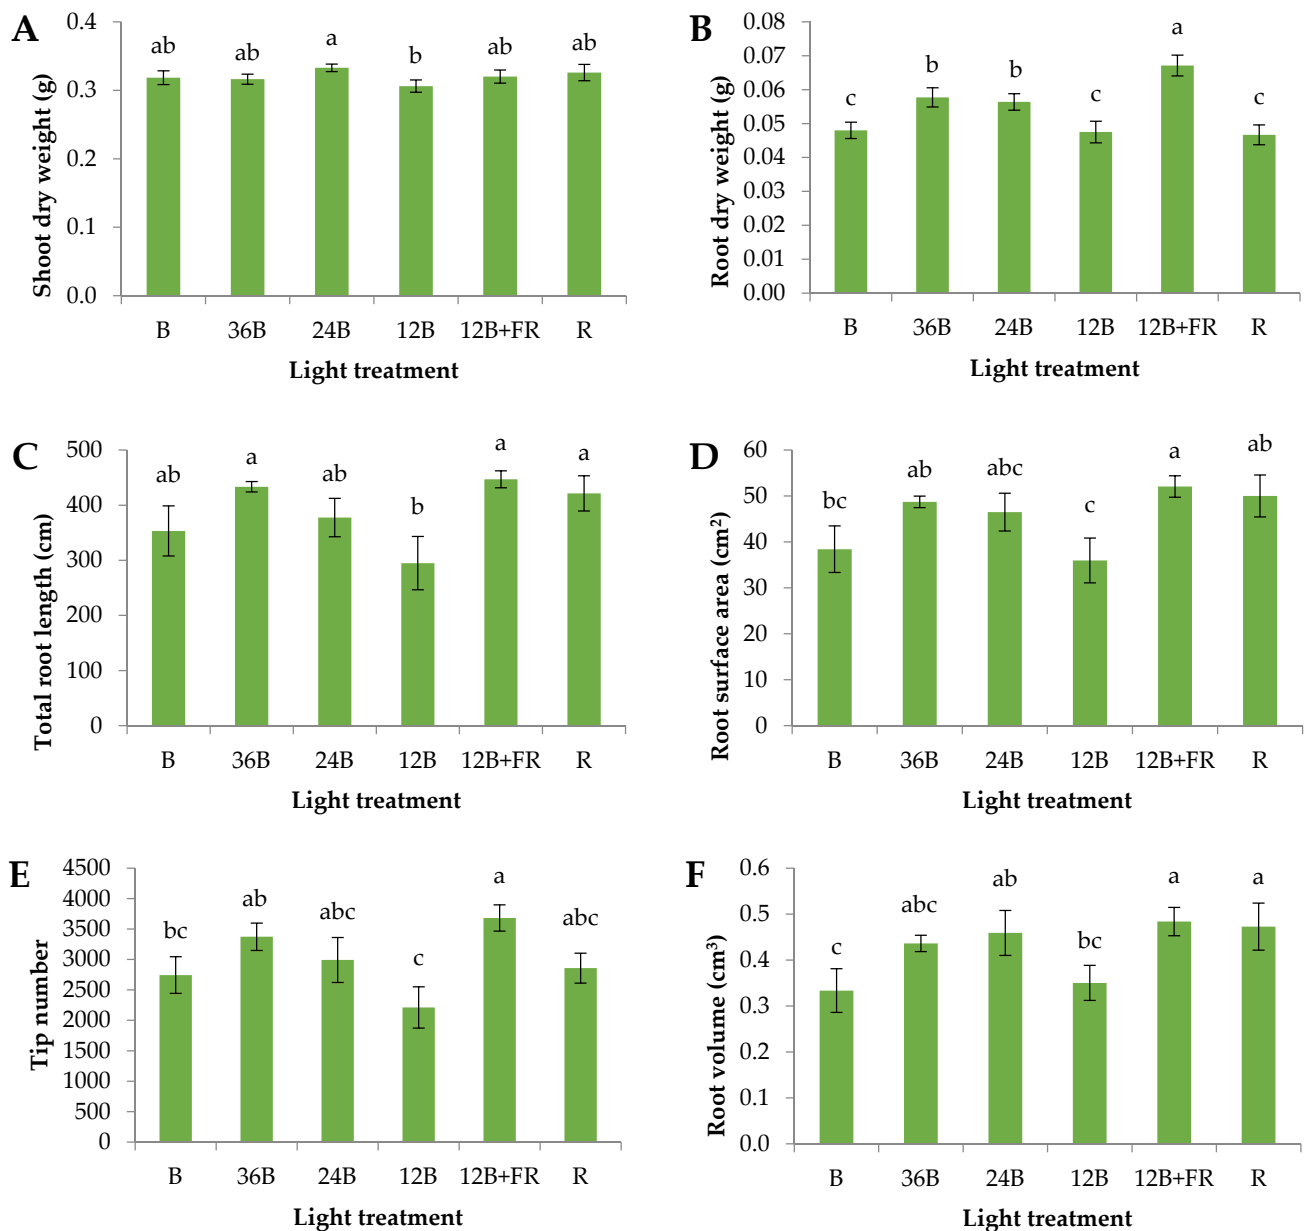 A
Shoot dry weight (g)
0.4
0.3
0.2
0.1
0.0
ab ab a b ab ab
B 36B 24B 12B 12B+FR R
Light treatment
B
Root dry weight (g)
0.08
0.07
0.06
0.05
0.04
0.03
0.02
0.01
0.00
c b b c a c
B 36B 24B 12B 12B+FR R
Light treatment
C
Total root length (cm)
500
400
300
200
100
0
ab a ab b a a
B 36B 24B 12B 12B+FR R
Light treatment
D
Root surface area (cm²)
60
50
40
30
20
10
0
bc ab abc c a ab
B 36B 24B 12B 12B+FR R
Light treatment
E
Tip number
4500
4000
3500
3000
2500
2000
1500
1000
500
0
bc ab abc c a abc
B 36B 24B 12B 12B+FR R
Light treatment
F
Root volume (cm³)
0.6
0.5
0.4
0.3
0.2
0.1
0.0
c abc ab bc a a
B 36B 24B 12B 12B+FR R
Light treatment